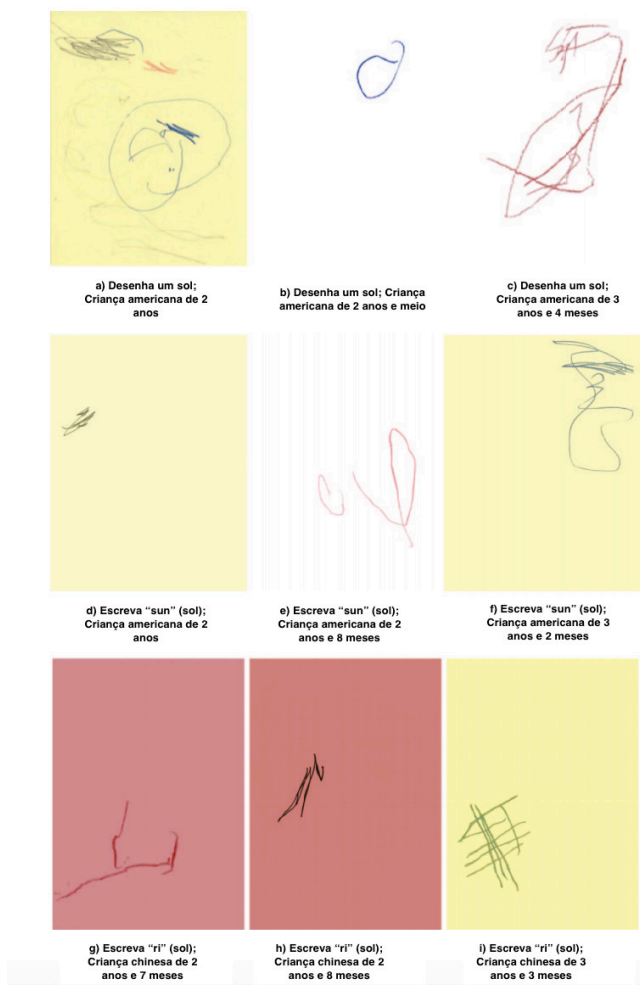 a) Desenha um sol;
Criança americana de 2
anos
b) Desenha um sol; Criança
americana de 2 anos e meio
c) Desenha um sol;
Criança americana de 3
anos e 4 meses
d) Escreva “sun” (sol);
Criança americana de 2
anos
e) Escreva “sun” (sol);
Criança americana de 2
anos e 8 meses
f) Escreva “sun” (sol);
Criança americana de 3
anos e 2 meses
g) Escreva “ri” (sol);
Criança chinesa de 2
anos e 7 meses
h) Escreva “ri” (sol);
Criança chinesa de 2
anos e 8 meses
i) Escreva “ri” (sol);
Criança chinesa de 3
anos e 3 meses